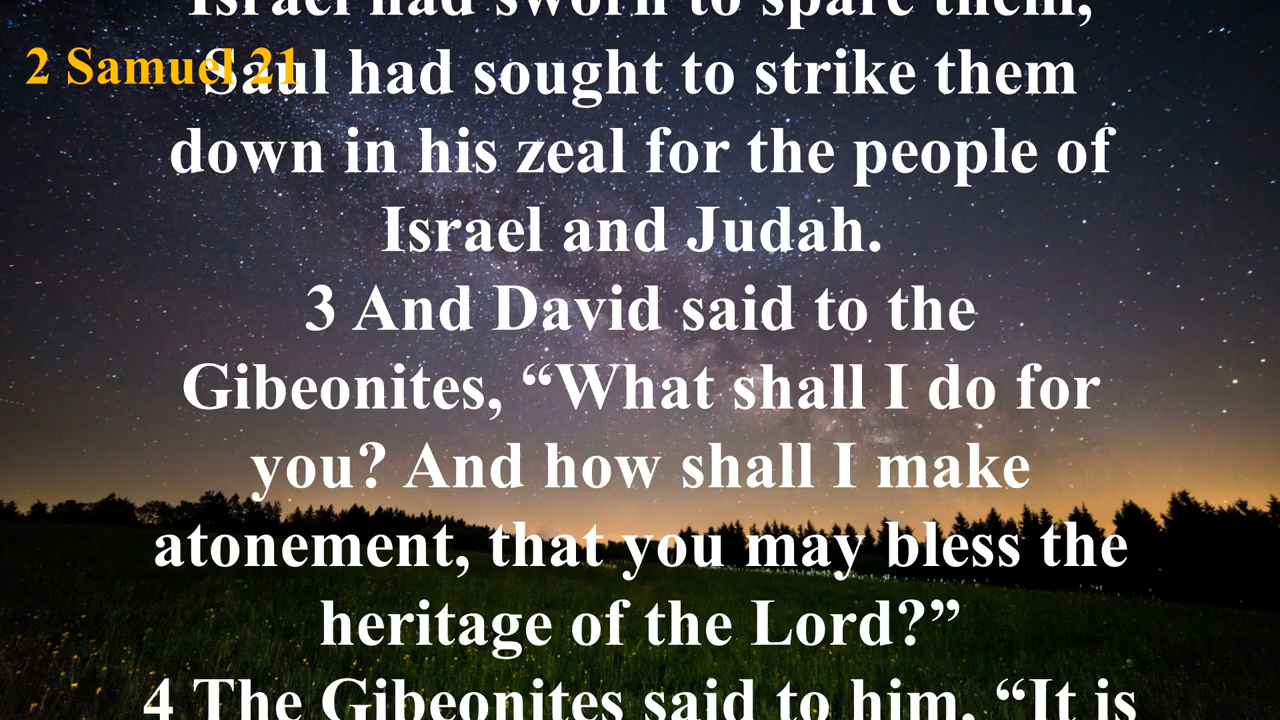 Israel had sworn to spare them,
2 Samuel 21
Saul had sought to strike them
down in his zeal for the people of
Israel and Judah.
3 And David said to the
Gibeonites, “What shall I do for
you? And how shall I make
atonement, that you may bless the
heritage of the Lord?”
4 The Gibeonites said to him, “It is